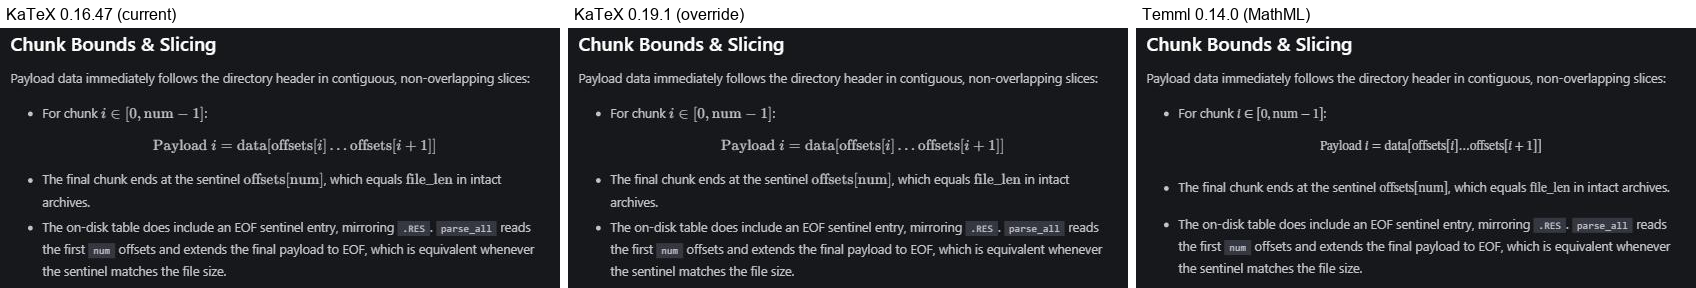 KaTeX 0.16.47 (current)
Chunk Bounds & Slicing
Payload data immediately follows the directory header in contiguous, non-overlapping slices:
• For chunk i ∈ [0, num − 1]:
Payload i = data[offsets[i] … offsets[i + 1]]
• The final chunk ends at the sentinel offsets[num], which equals file_len in intact
archives.
• The on-disk table does include an EOF sentinel entry, mirroring .RES. parse_all reads
the first num offsets and extends the final payload to EOF, which is equivalent whenever
the sentinel matches the file size.
KaTeX 0.19.1 (override)
Chunk Bounds & Slicing
Payload data immediately follows the directory header in contiguous, non-overlapping slices:
• For chunk i ∈ [0, num − 1]:
Payload i = data[offsets[i] … offsets[i + 1]]
• The final chunk ends at the sentinel offsets[num], which equals file_len in intact
archives.
• The on-disk table does include an EOF sentinel entry, mirroring .RES. parse_all reads
the first num offsets and extends the final payload to EOF, which is equivalent whenever
the sentinel matches the file size.
Temml 0.14.0 (MathML)
Chunk Bounds & Slicing
Payload data immediately follows the directory header in contiguous, non-overlapping slices:
• For chunk i ∈ [0, num − 1]:
Payload i = data[offsets[i]…offsets[i + 1]]
• The final chunk ends at the sentinel offsets[num], which equals file_len in intact archives.
• The on-disk table does include an EOF sentinel entry, mirroring .RES. parse_all reads
the first num offsets and extends the final payload to EOF, which is equivalent whenever
the sentinel matches the file size.